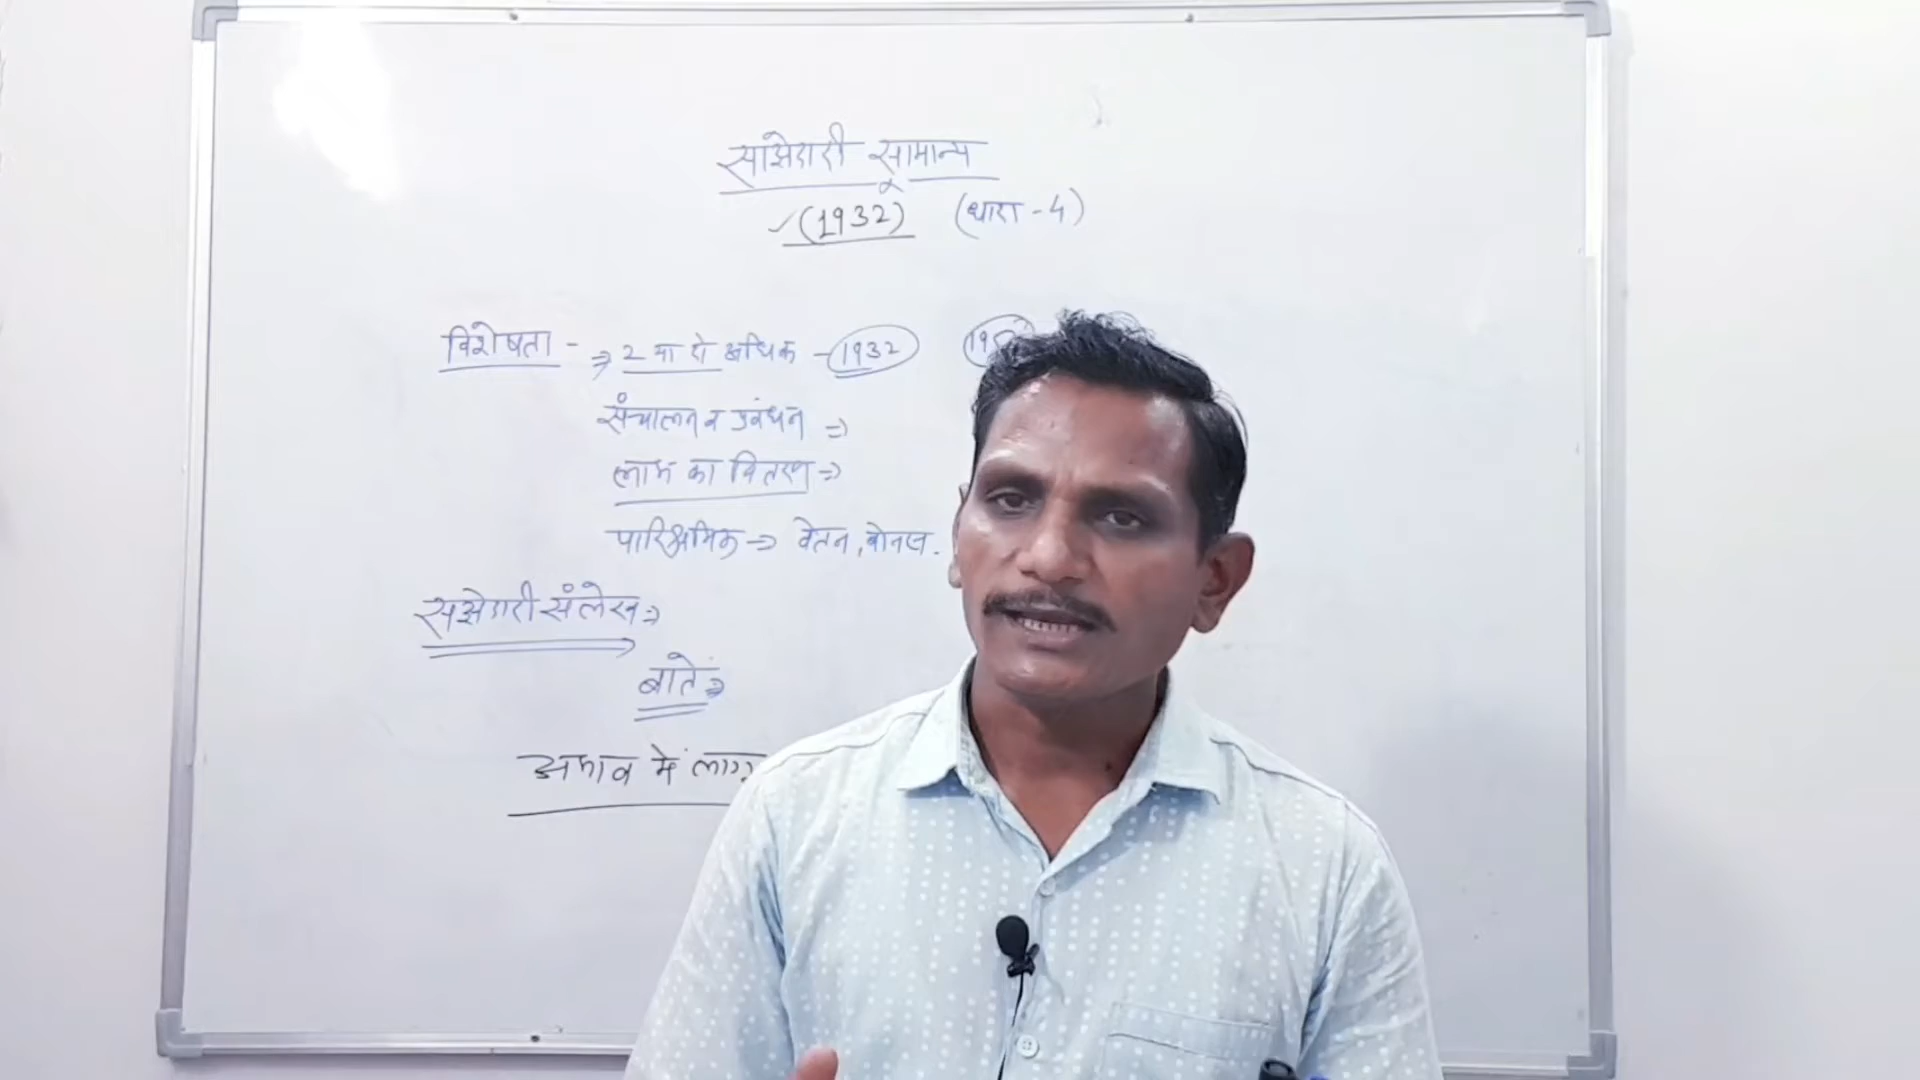 साझेदारी सामान्य
(1932) (धारा - 4)
विशेषता - => 2 या दो अधिक - 1932
संचालन व प्रबंधन =>
लाभ का वितरण =>
पारिश्रमिक => वेतन, बोनस.
साझेदारी संलेख =>
बातें =>
अभाव में लागू